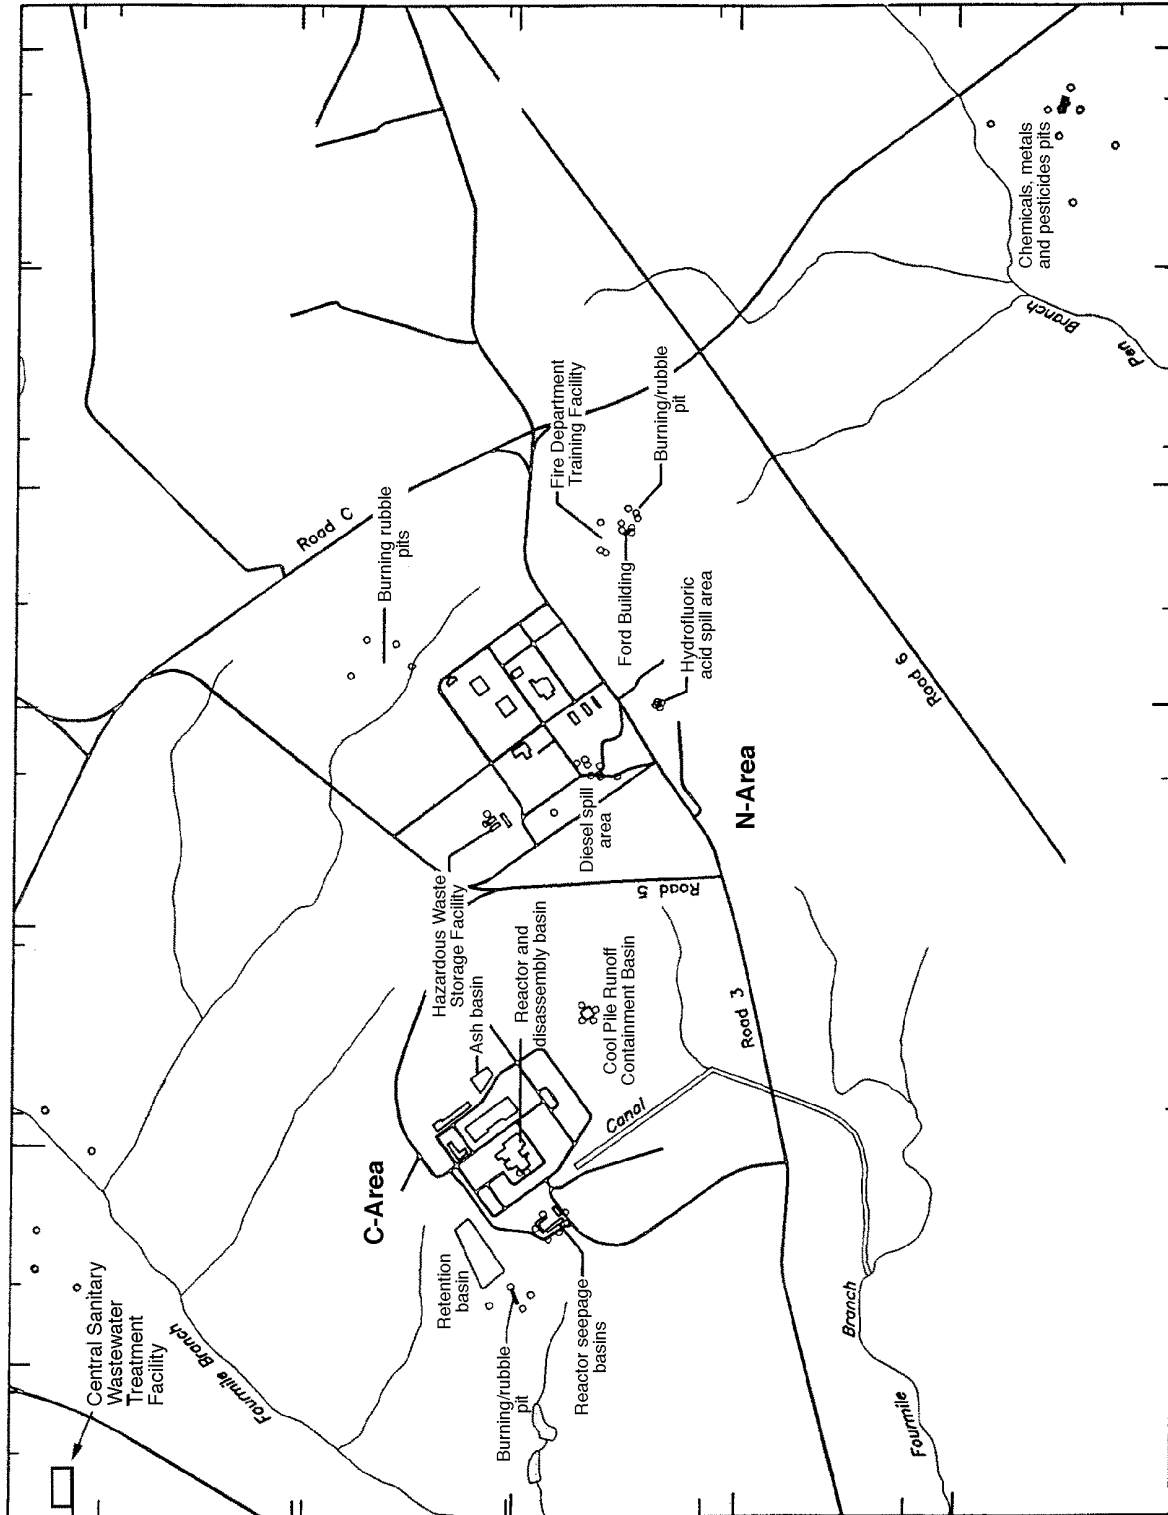 Central Sanitary
Wastewater
Treatment
Facility
Fourmile Branch
C-Area
Retention
basin
Burning/rubble
pit
Reactor seepage
basins
Fourmile
Branch
Canal
Road 3
Cool Pile Runoff
Containment Basin
Reactor and
disassembly basin
Ash basin
Hazardous Waste
Storage Facility
Road 5
Diesel spill
area
N-Area
Hydrofluoric
acid spill area
Ford Building
Burning/rubble
pit
Fire Department
Training Facility
Burning rubble
pits
Road C
Road 6
Pen
Branch
Chemicals, metals
and pesticides pits